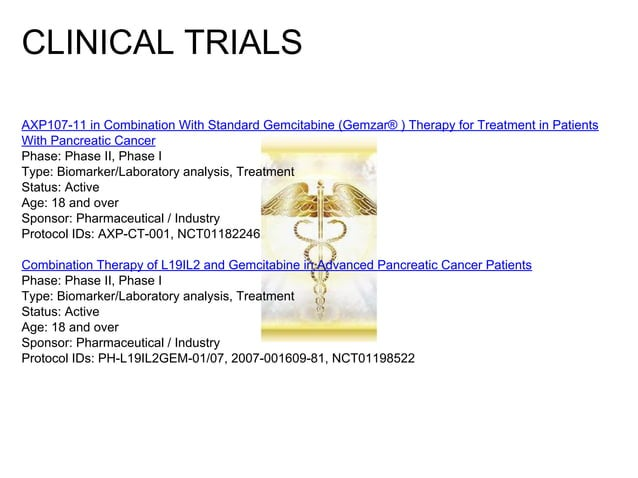 CLINICAL TRIALS
AXP107-11 in Combination With Standard Gemcitabine (Gemzar® ) Therapy for Treatment in Patients
With Pancreatic Cancer
Phase: Phase II, Phase I
Type: Biomarker/Laboratory analysis, Treatment
Status: Active
Age: 18 and over
Sponsor: Pharmaceutical / Industry
Protocol IDs: AXP-CT-001, NCT01182246
Combination Therapy of L19IL2 and Gemcitabine in Advanced Pancreatic Cancer Patients
Phase: Phase II, Phase I
Type: Biomarker/Laboratory analysis, Treatment
Status: Active
Age: 18 and over
Sponsor: Pharmaceutical / Industry
Protocol IDs: PH-L19IL2GEM-01/07, 2007-001609-81, NCT01198522